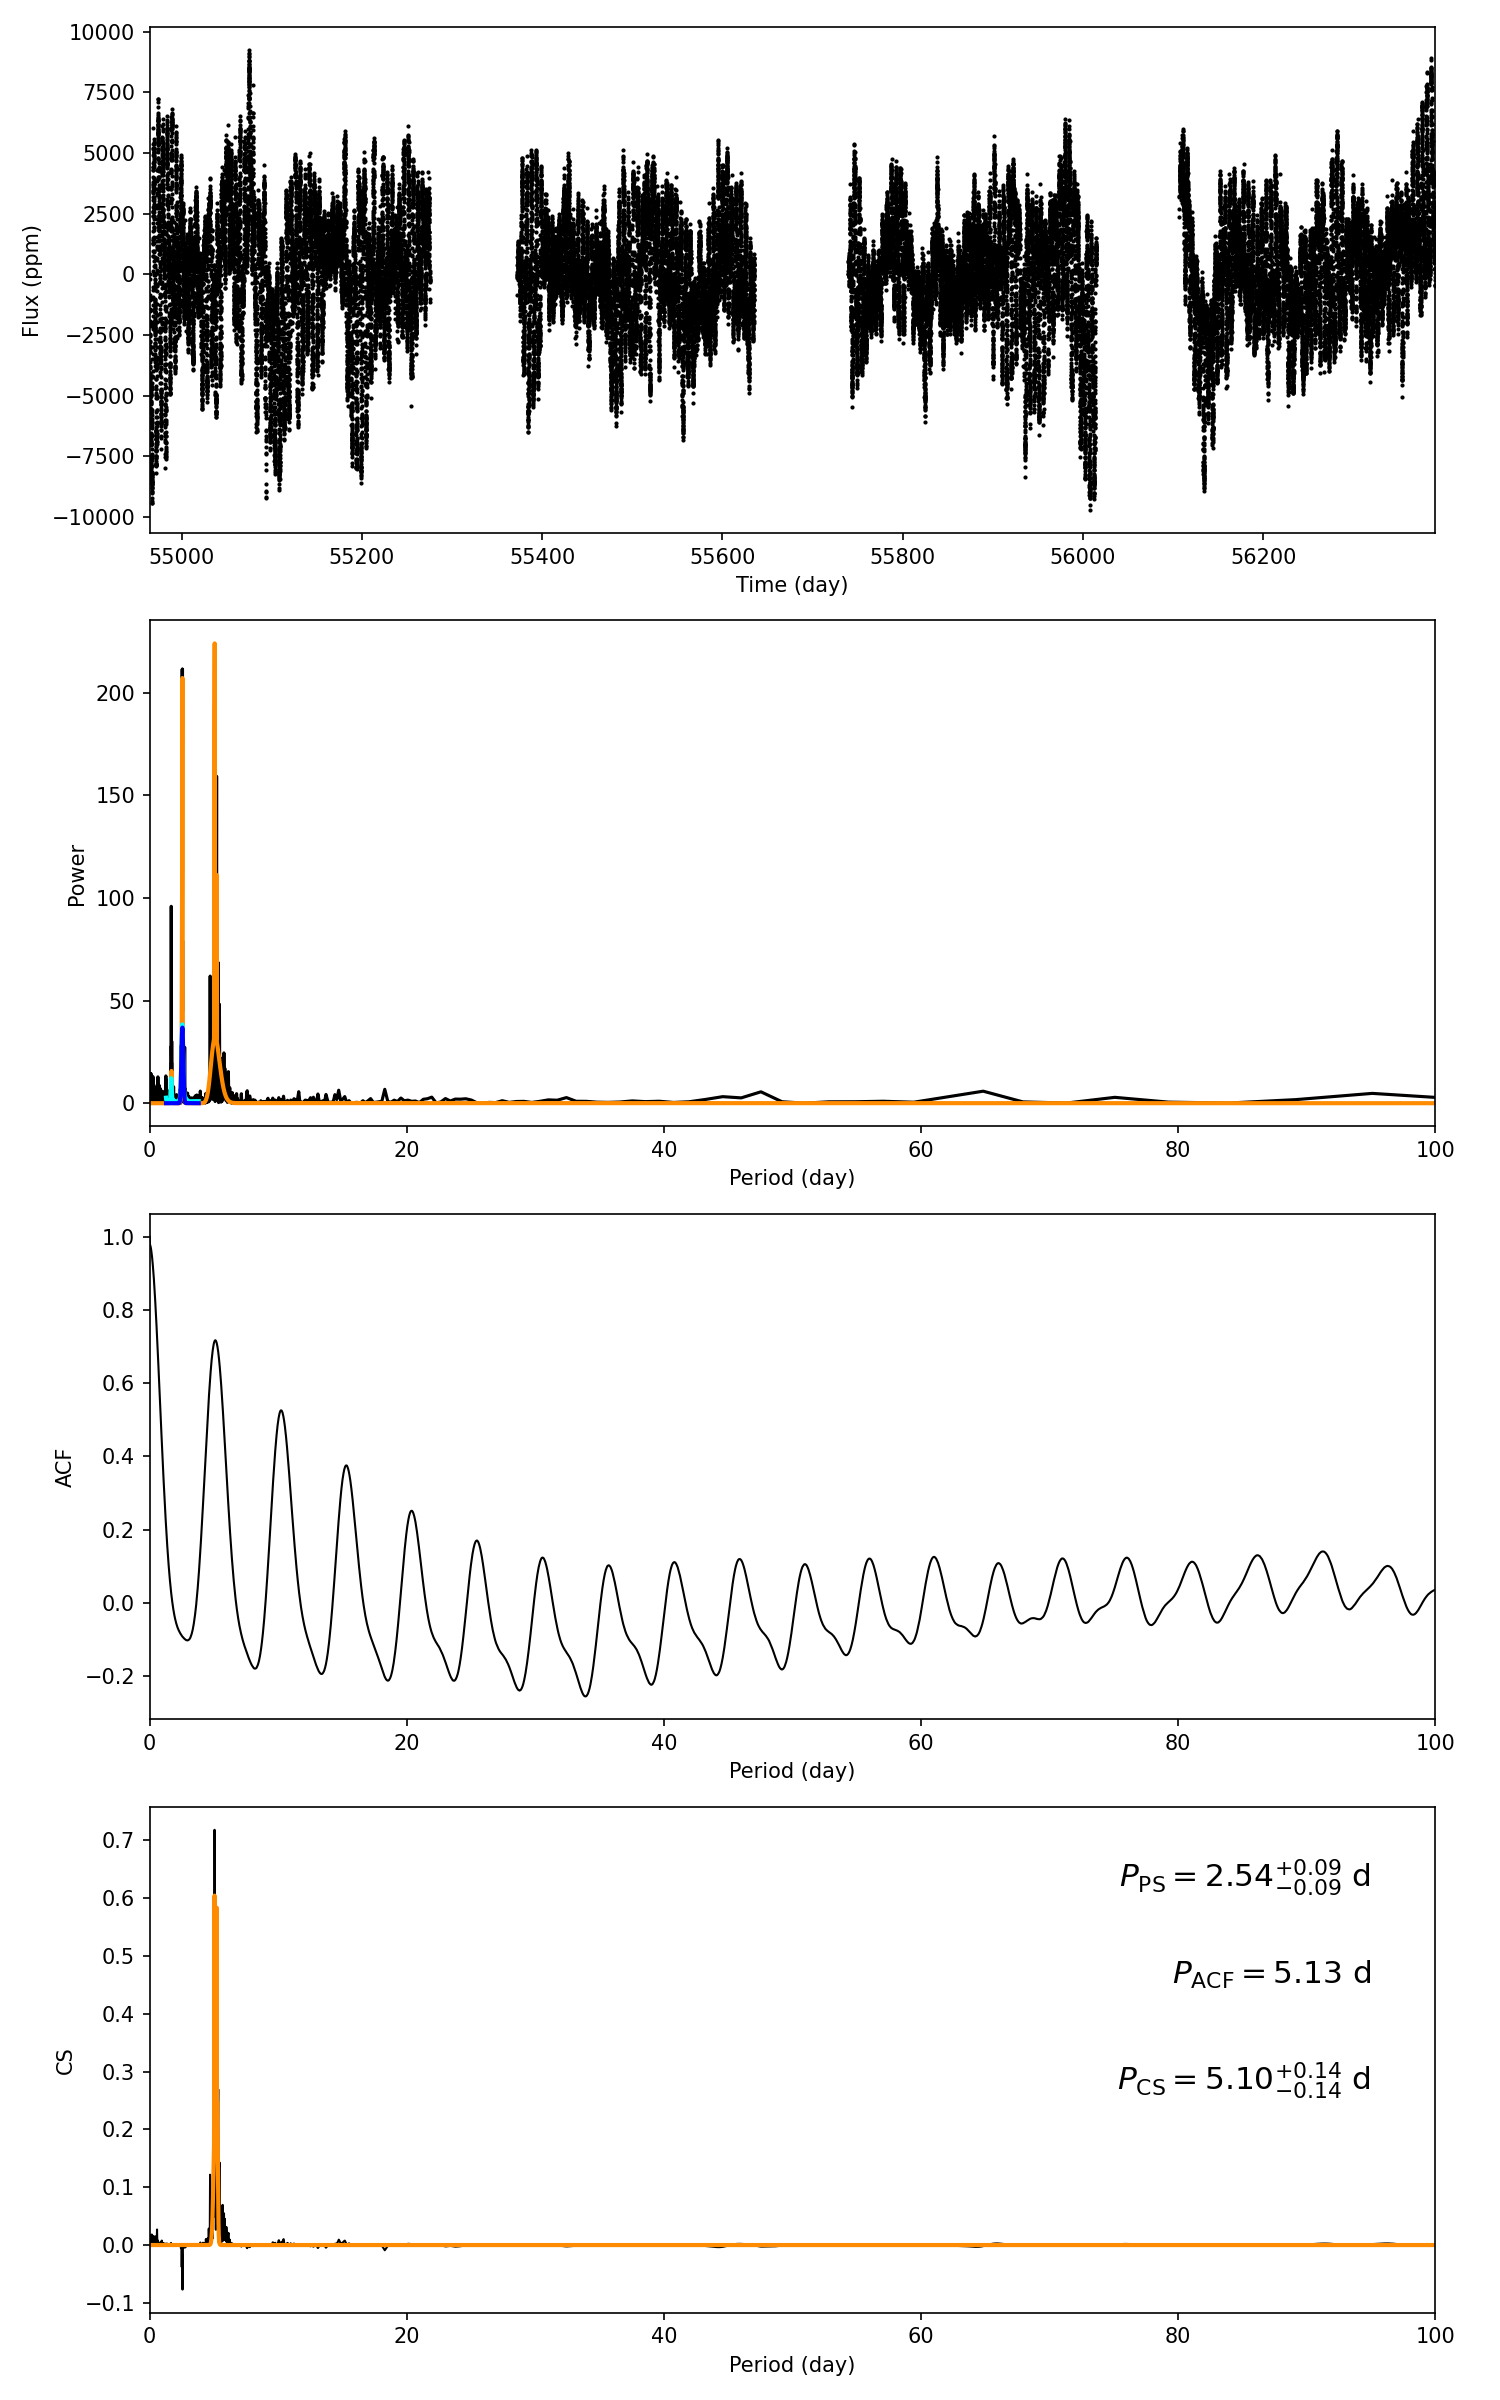 10000
7500
5000
2500
0
−2500
−5000
−7500
−10000
Flux (ppm)
55000 55200 55400 55600 55800 56000 56200
Time (day)
200
150
100
50
0
Power
0 20 40 60 80 100
Period (day)
1.0
0.8
0.6
0.4
0.2
0.0
−0.2
ACF
0 20 40 60 80 100
Period (day)
0.7
0.6
0.5
0.4
0.3
0.2
0.1
0.0
−0.1
CS
P_PS = 2.54^{+0.09}_{−0.09} d
P_ACF = 5.13 d
P_CS = 5.10^{+0.14}_{−0.14} d
0 20 40 60 80 100
Period (day)